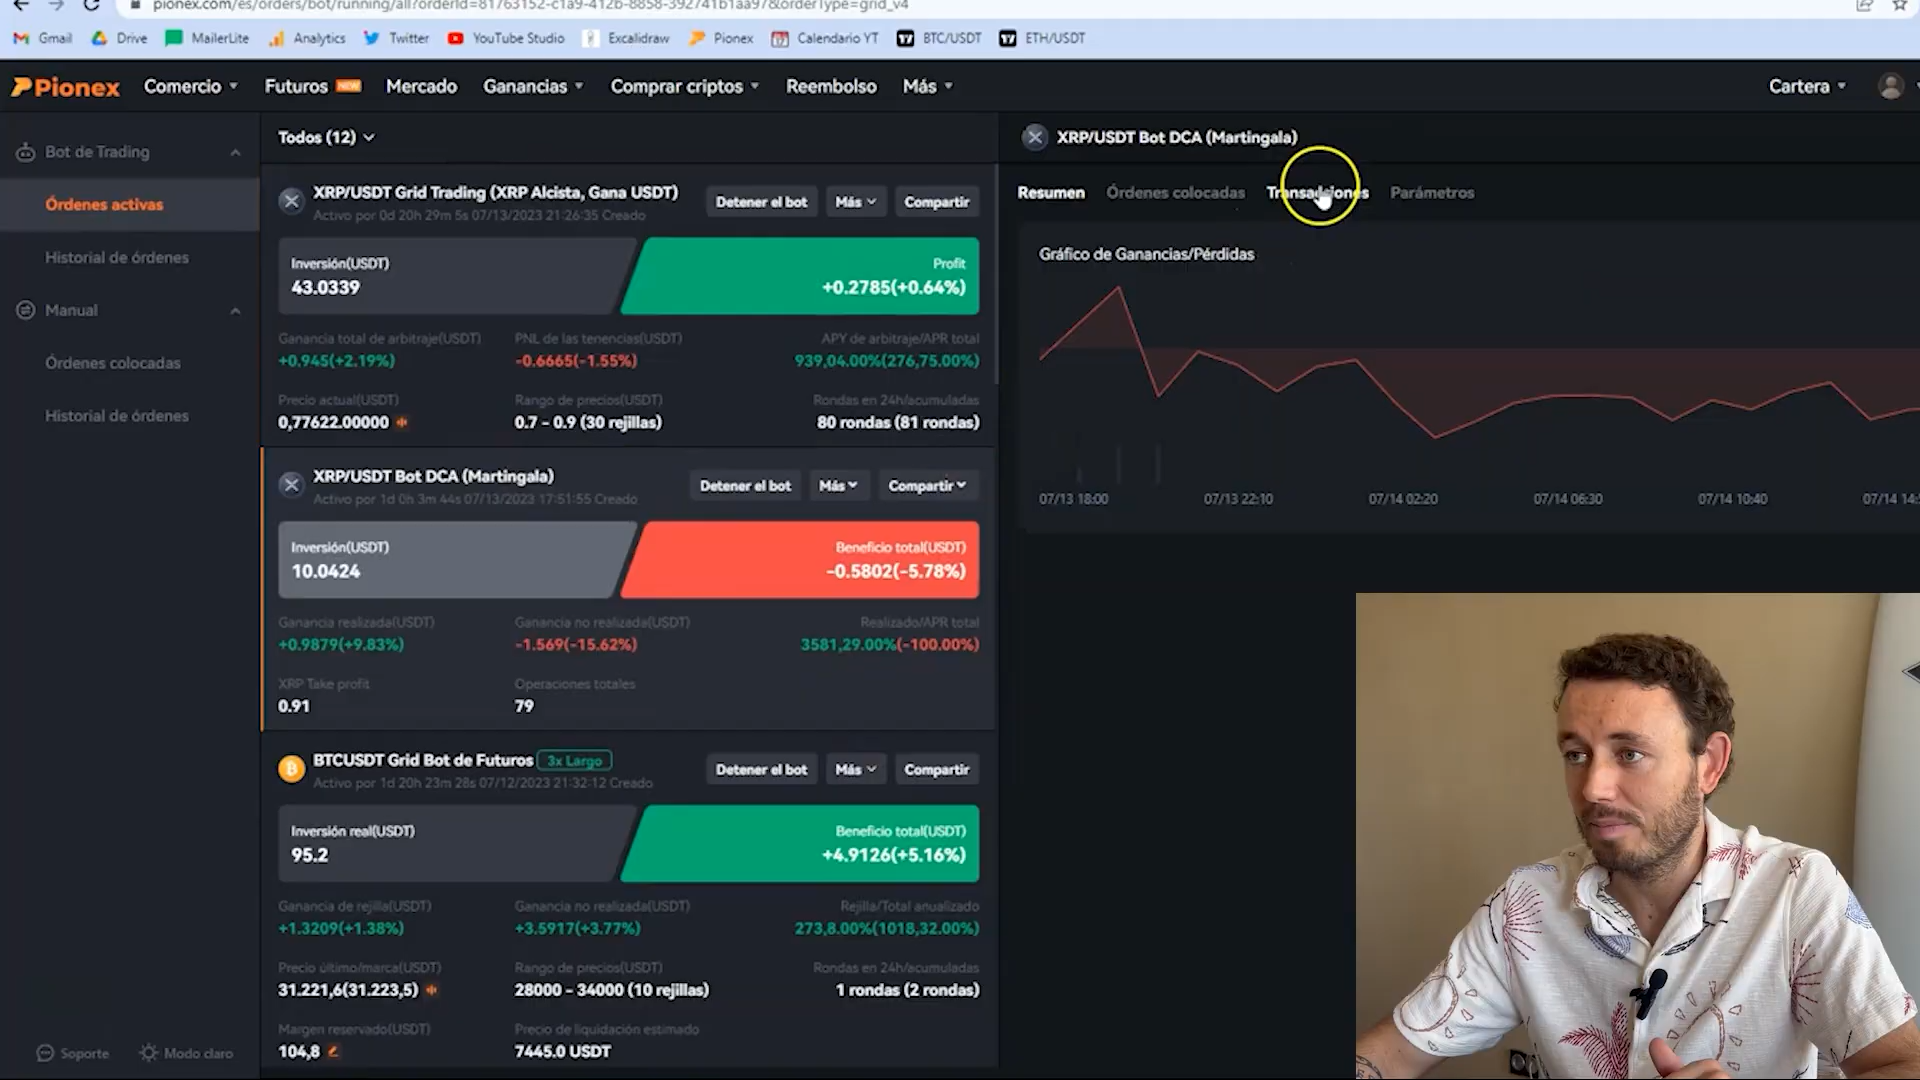 pionex.com/es/orders/bot/running/all?orderId=81763152-c1a9-412b-8858-392741b1aa97&orderType=grid_v4
Gmail Drive MailerLite Analytics Twitter YouTube Studio Excalidraw Pionex Calendario YT BTC/USDT ETH/USDT
Pionex Comercio Futuros NEW Mercado Ganancias Comprar criptos Reembolso Más Cartera
Bot de Trading
Órdenes activas
Historial de órdenes
Manual
Órdenes colocadas
Historial de órdenes
Soporte Modo claro
Todos (12)
XRP/USDT Grid Trading (XRP Alcista, Gana USDT) Detener el bot Más Compartir
Activo por 0d 20h 29m 5s 07/13/2023 21:26:35 Creado
Inversión(USDT) Profit
43.0339 +0.2785(+0.64%)
Ganancia total de arbitraje(USDT) PNL de las tenencias(USDT) APY de arbitraje/APR total
+0.945(+2.19%) -0.6665(-1.55%) 939,04.00%(276,75.00%)
Precio actual(USDT) Rango de precios(USDT) Rondas en 24h/acumuladas
0,77622.00000 0.7 - 0.9 (30 rejillas) 80 rondas (81 rondas)
XRP/USDT Bot DCA (Martingala) Detener el bot Más Compartir
Activo por 1d 0h 3m 44s 07/13/2023 17:51:55 Creado
Inversión(USDT) Beneficio total(USDT)
10.0424 -0.5802(-5.78%)
Ganancia realizada(USDT) Ganancia no realizada(USDT) Realizado/APR total
+0.9879(+9.83%) -1.569(-15.62%) 3581,29.00%(-100.00%)
XRP Take profit Operaciones totales
0.91 79
BTCUSDT Grid Bot de Futuros 3x Largo Detener el bot Más Compartir
Activo por 1d 20h 23m 28s 07/12/2023 21:32:12 Creado
Inversión real(USDT) Beneficio total(USDT)
95.2 +4.9126(+5.16%)
Ganancia de rejilla(USDT) Ganancia no realizada(USDT) Rejilla/Total anualizado
+1.3209(+1.38%) +3.5917(+3.77%) 273,8.00%(1018,32.00%)
Precio último/marca(USDT) Rango de precios(USDT) Rondas en 24h/acumuladas
31.221,6(31.223,5) 28000 - 34000 (10 rejillas) 1 rondas (2 rondas)
Margen reservado(USDT) Precio de liquidación estimado
104,8 7445.0 USDT
XRP/USDT Bot DCA (Martingala)
Resumen Órdenes colocadas Transacciones Parámetros
Gráfico de Ganancias/Pérdidas
07/13 18:00 07/13 22:10 07/14 02:20 07/14 06:30 07/14 10:40 07/14